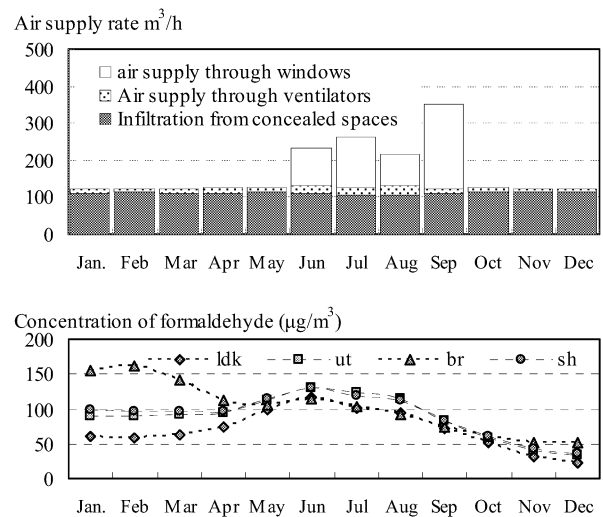 Air supply rate m³/h
500
400
300
200
100
0
air supply through windows
Air supply through ventilators
Infiltration from concealed spaces
Jan. Feb Mar Apr May Jun Jul Aug Sep Oct Nov Dec
Concentration of formaldehyde (μg/m³)
200
150
100
50
0
ldk ut br sh
Jan. Feb Mar Apr May Jun Jul Aug Sep Oct Nov Dec